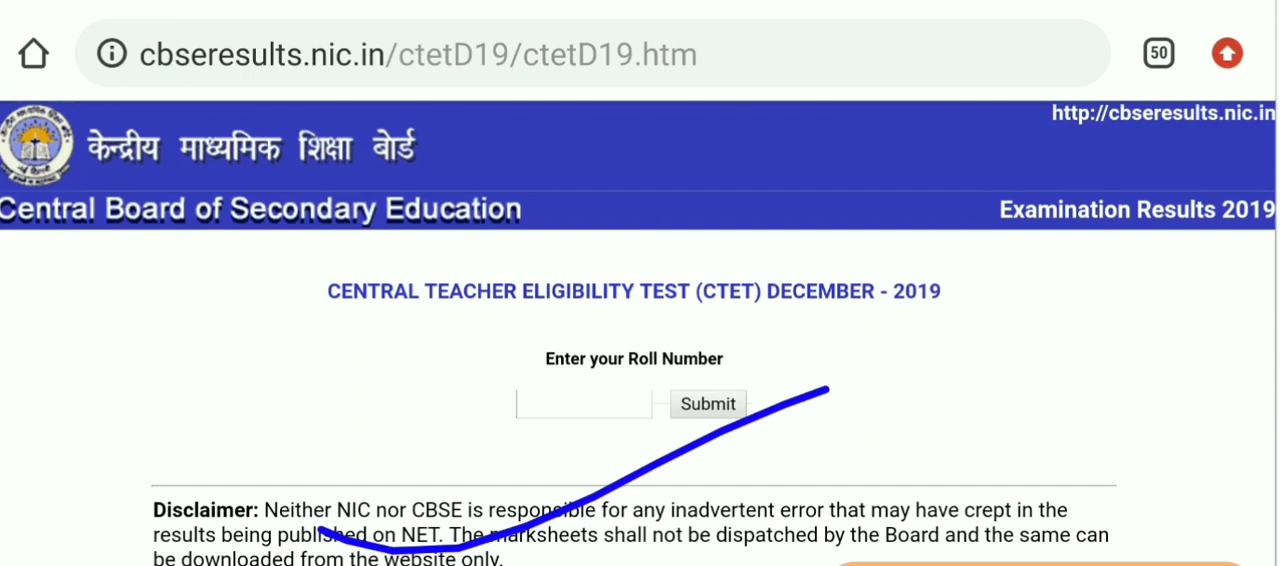 cbseresults.nic.in/ctetD19/ctetD19.htm
50
http://cbseresults.nic.in
केन्द्रीय माध्यमिक शिक्षा बोर्ड
Central Board of Secondary Education
Examination Results 2019
CENTRAL TEACHER ELIGIBILITY TEST (CTET) DECEMBER - 2019
Enter your Roll Number
Submit
Disclaimer: Neither NIC nor CBSE is responsible for any inadvertent error that may have crept in the
results being published on NET. The marksheets shall not be dispatched by the Board and the same can
be downloaded from the website only.